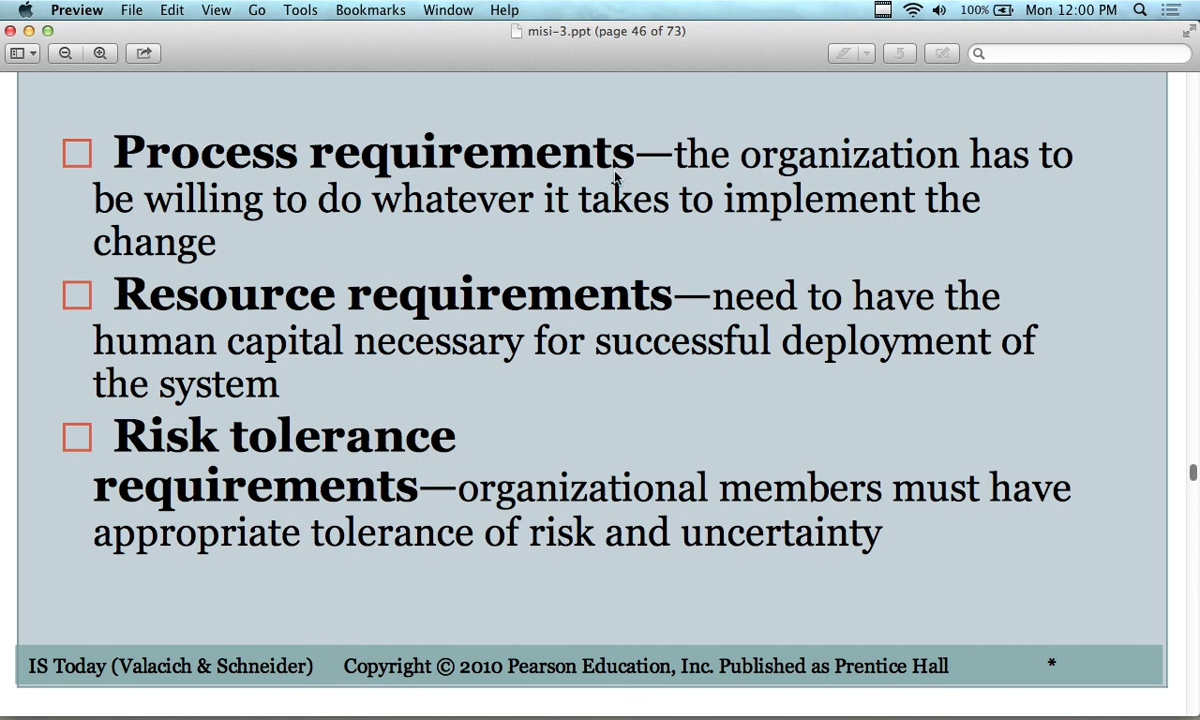 Preview File Edit View Go Tools Bookmarks Window Help 100% Mon 12:00 PM
misi-3.ppt (page 46 of 73)
Process requirements—the organization has to
be willing to do whatever it takes to implement the
change
Resource requirements—need to have the
human capital necessary for successful deployment of
the system
Risk tolerance
requirements—organizational members must have
appropriate tolerance of risk and uncertainty
IS Today (Valacich & Schneider) Copyright © 2010 Pearson Education, Inc. Published as Prentice Hall *